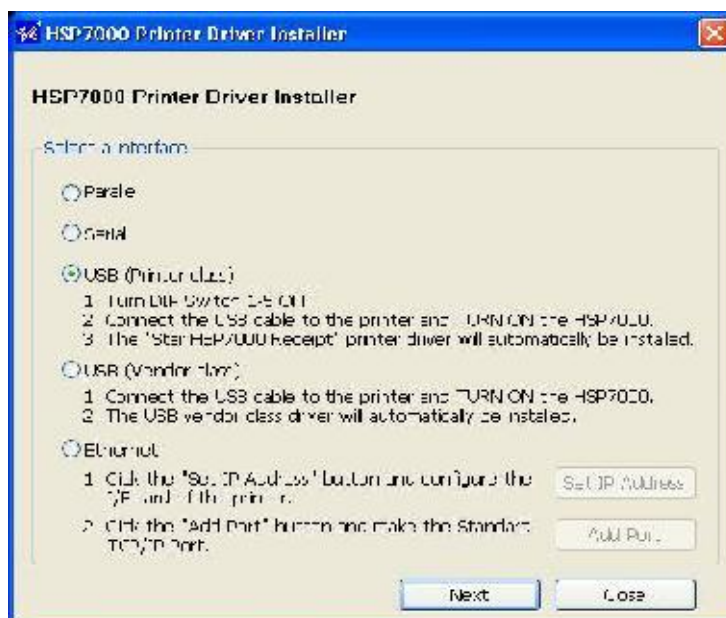 HSP7000 Printer Driver Installer
HSP7000 Printer Driver Installer
Select a Interface
Parallel
Serial
USB (Printer class)
1 Turn DIP Switch 1-5 OFF
2 Connect the USB cable to the printer and TURN ON the HSP7000.
3 The "Star HSP7000 Receipt" printer driver will automatically be installed.
USB (Vendor class)
1 Connect the USB cable to the printer and TURN ON the HSP7000.
2 The USB vendor class driver will automatically be installed.
Ethernet
1 Click the "Set IP Address" button and configure the
I/F card of the printer.
Set IP Address
2 Click the "Add Port" button and make the Standard
TCP/IP Port.
Add Port
Next
Close